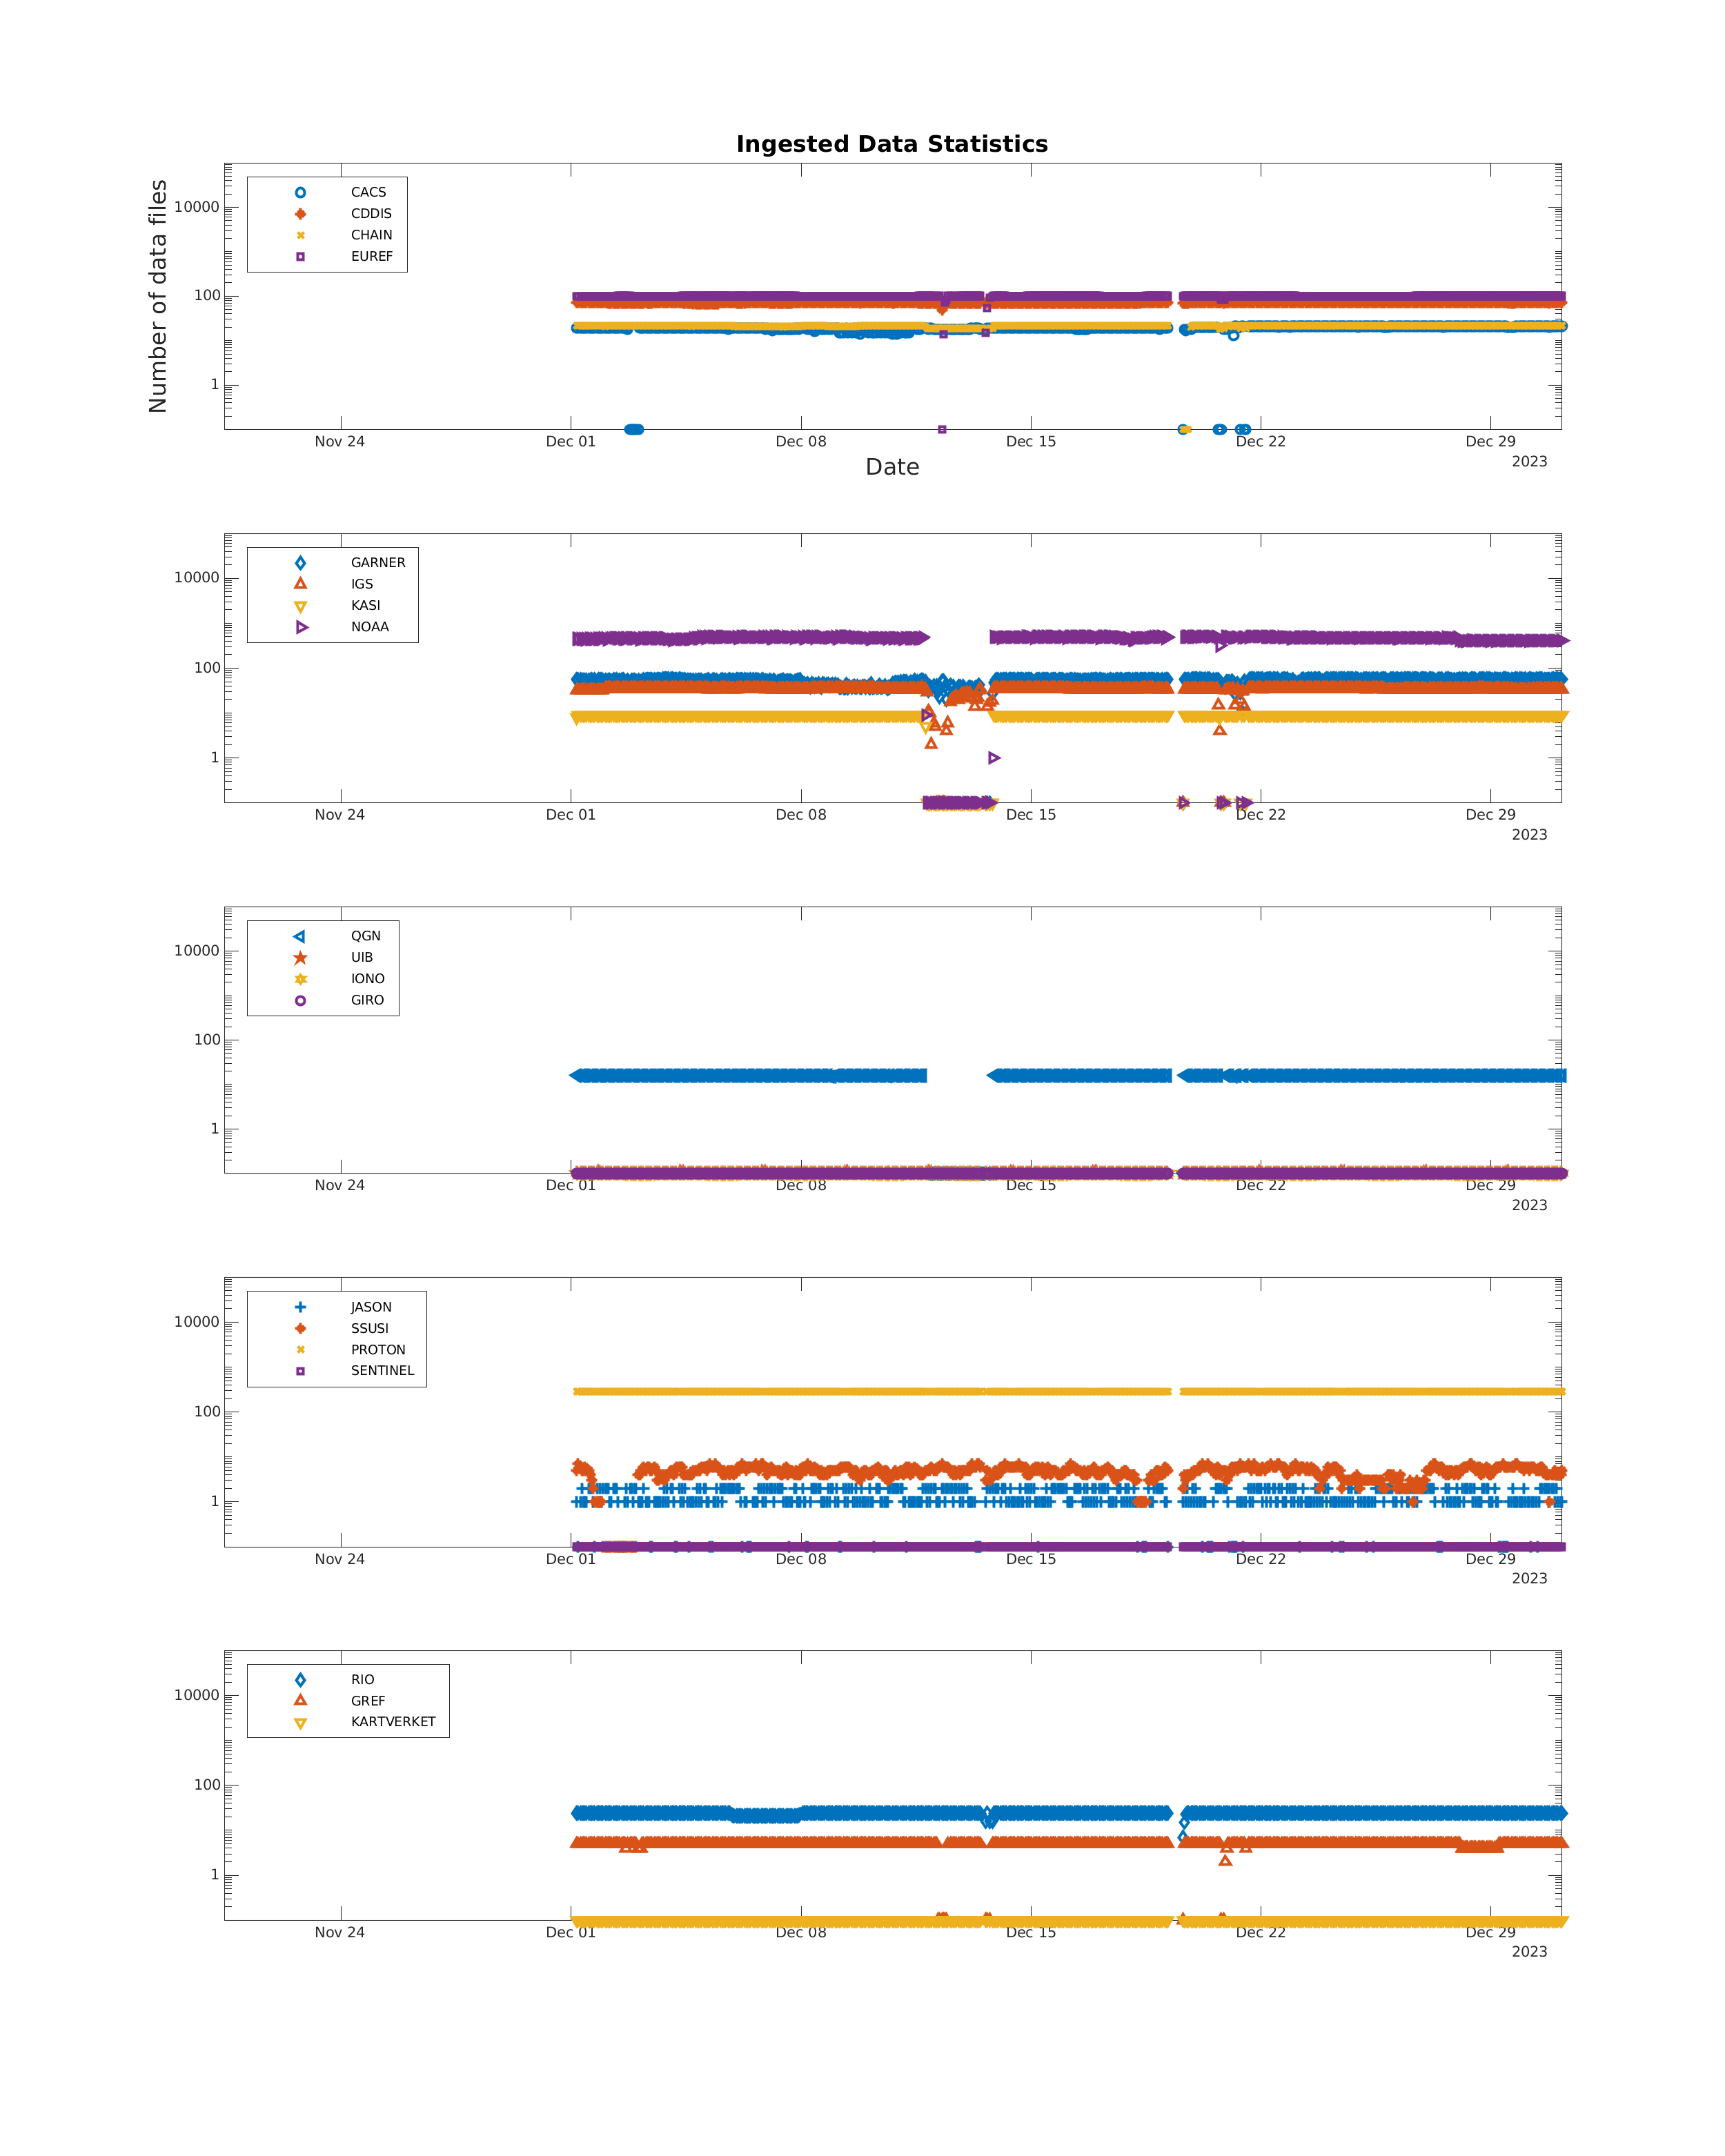 Ingested Data Statistics
Number of data files
10000
100
1
CACS
CDDIS
CHAIN
EUREF
Nov 24 Dec 01 Dec 08 Dec 15 Dec 22 Dec 29
2023
Date
10000
100
1
GARNER
IGS
KASI
NOAA
Nov 24 Dec 01 Dec 08 Dec 15 Dec 22 Dec 29
2023
10000
100
1
QGN
UIB
IONO
GIRO
Nov 24 Dec 01 Dec 08 Dec 15 Dec 22 Dec 29
2023
10000
100
1
JASON
SSUSI
PROTON
SENTINEL
Nov 24 Dec 01 Dec 08 Dec 15 Dec 22 Dec 29
2023
10000
100
1
RIO
GREF
KARTVERKET
Nov 24 Dec 01 Dec 08 Dec 15 Dec 22 Dec 29
2023